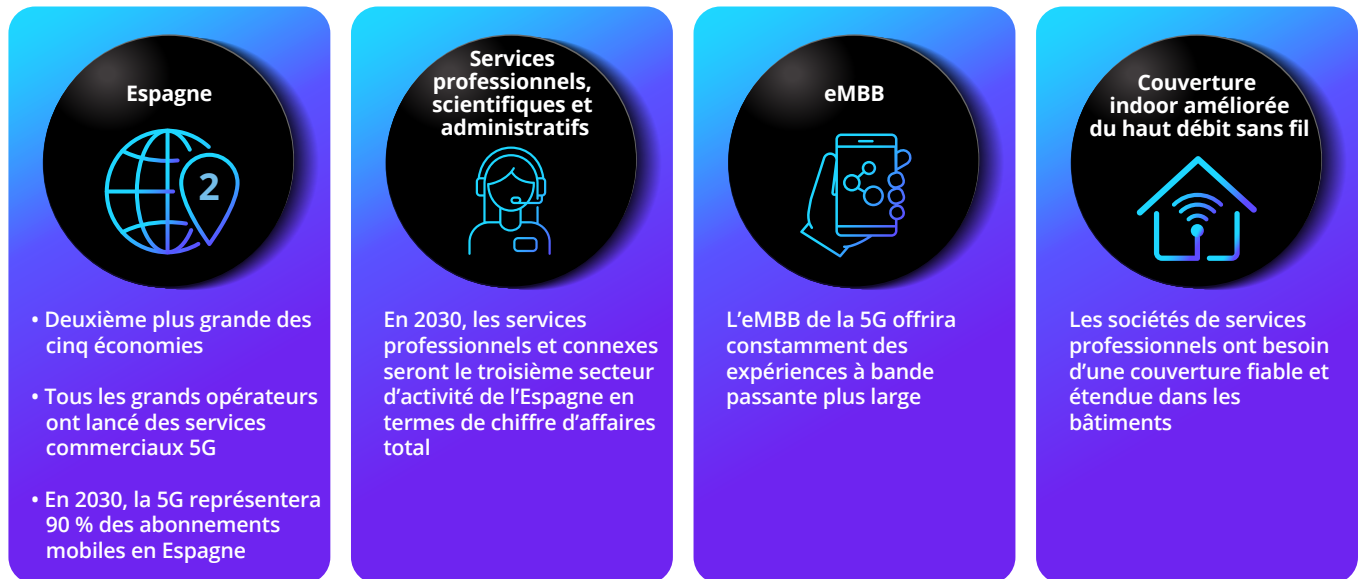 Espagne
2
• Deuxième plus grande des
cinq économies
• Tous les grands opérateurs
ont lancé des services
commerciaux 5G
• En 2030, la 5G représentera
90 % des abonnements
mobiles en Espagne
Services
professionnels,
scientifiques et
administratifs
En 2030, les services
professionnels et connexes
seront le troisième secteur
d’activité de l’Espagne en
termes de chiffre d’affaires
total
eMBB
L’eMBB de la 5G offrira
constamment des
expériences à bande
passante plus large
Couverture
indoor améliorée
du haut débit sans fil
Les sociétés de services
professionnels ont besoin
d’une couverture fiable et
étendue dans les
bâtiments